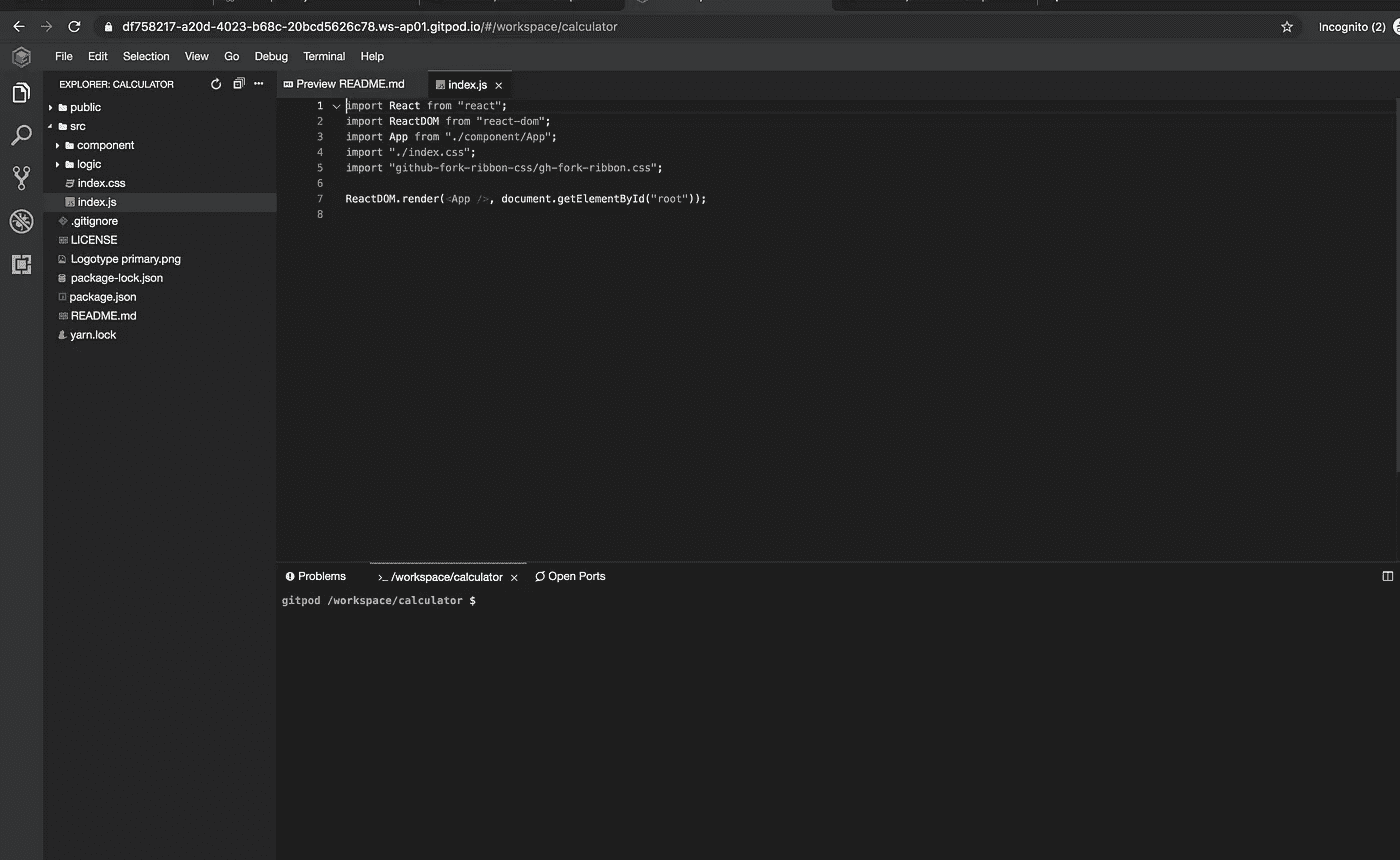 df758217-a20d-4023-b68c-20bcd5626c78.ws-ap01.gitpod.io/#/workspace/calculator
Incognito (2)
File Edit Selection View Go Debug Terminal Help
EXPLORER: CALCULATOR
public
src
component
logic
index.css
index.js
.gitignore
LICENSE
Logotype primary.png
package-lock.json
package.json
README.md
yarn.lock
Preview README.md
index.js
1 import React from "react";
2 import ReactDOM from "react-dom";
3 import App from "./component/App";
4 import "./index.css";
5 import "github-fork-ribbon-css/gh-fork-ribbon.css";
6
7 ReactDOM.render(<App />, document.getElementById("root"));
8
Problems
>_ /workspace/calculator
Open Ports
gitpod /workspace/calculator $